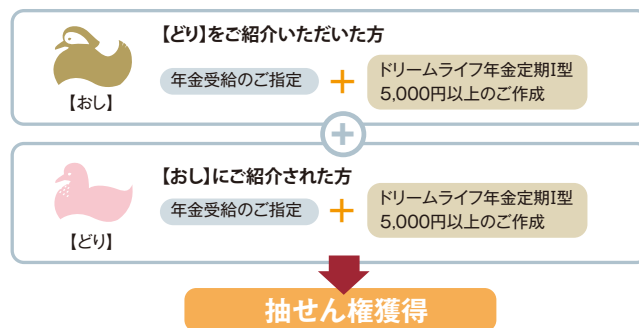 【どり】をご紹介いただいた方
年金受給のご指定
+
ドリームライフ年金定期I型
5,000円以上のご作成
【おし】
+
【おし】にご紹介された方
年金受給のご指定
+
ドリームライフ年金定期I型
5,000円以上のご作成
【どり】
抽せん権獲得